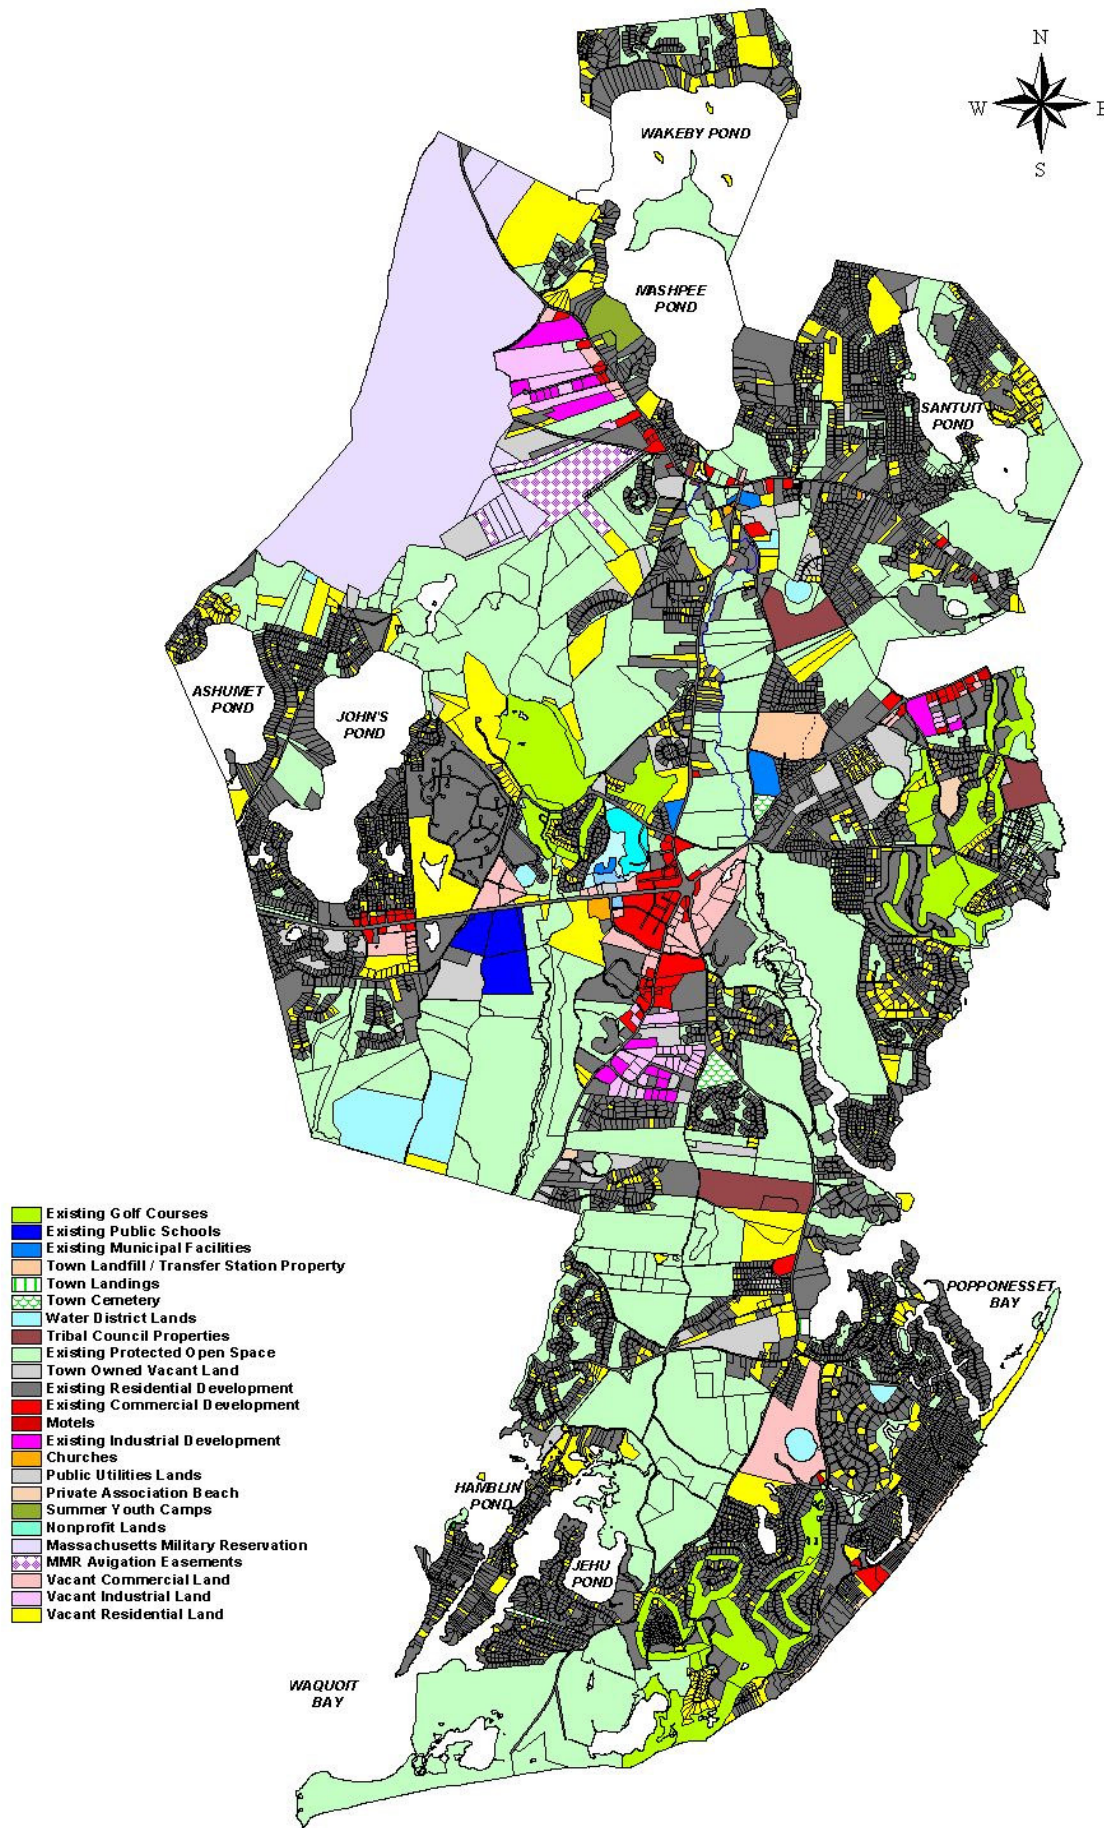 N
W
E
S
WAKEBY POND
MASHPEE
POND
SANTUIT
POND
ASHUMET
POND
JOHN'S
POND
Existing Golf Courses
Existing Public Schools
Existing Municipal Facilities
Town Landfill / Transfer Station Property
Town Landings
Town Cemetery
Water District Lands
Tribal Council Properties
Existing Protected Open Space
Town Owned Vacant Land
Existing Residential Development
Existing Commercial Development
Motels
Existing Industrial Development
Churches
Public Utilities Lands
Private Association Beach
Summer Youth Camps
Nonprofit Lands
Massachusetts Military Reservation
MMR Avigation Easements
Vacant Commercial Land
Vacant Industrial Land
Vacant Residential Land
POPPONESSET
BAY
HAMBLIN
POND
JEHU
POND
WAQUOIT
BAY